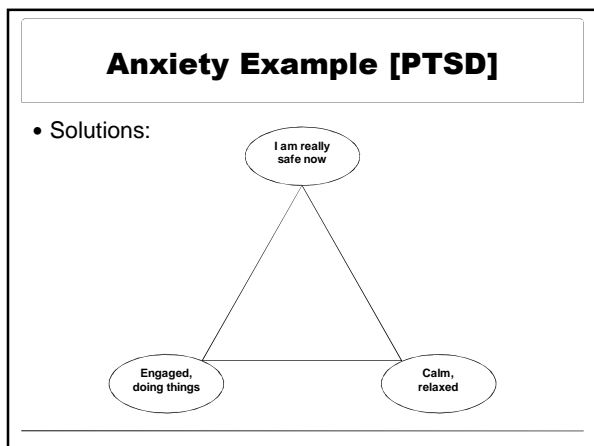 Anxiety Example [PTSD]
• Solutions:
I am really
safe now
Engaged,
doing things
Calm,
relaxed